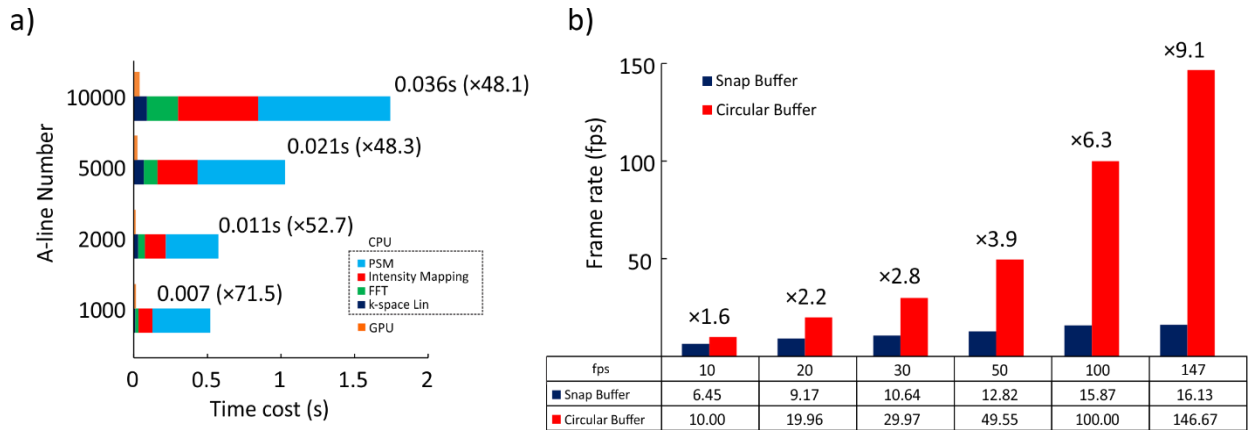 a)
A-line Number
10000
5000
2000
1000
0.036s (×48.1)
0.021s (×48.3)
0.011s (×52.7)
0.007 (×71.5)
CPU
PSM
Intensity Mapping
FFT
k-space Lin
GPU
0 0.5 1 1.5 2
Time cost (s)
b)
Frame rate (fps)
150
100
50
Snap Buffer
Circular Buffer
×1.6
×2.2
×2.8
×3.9
×6.3
×9.1
fps 10 20 30 50 100 147
Snap Buffer 6.45 9.17 10.64 12.82 15.87 16.13
Circular Buffer 10.00 19.96 29.97 49.55 100.00 146.67